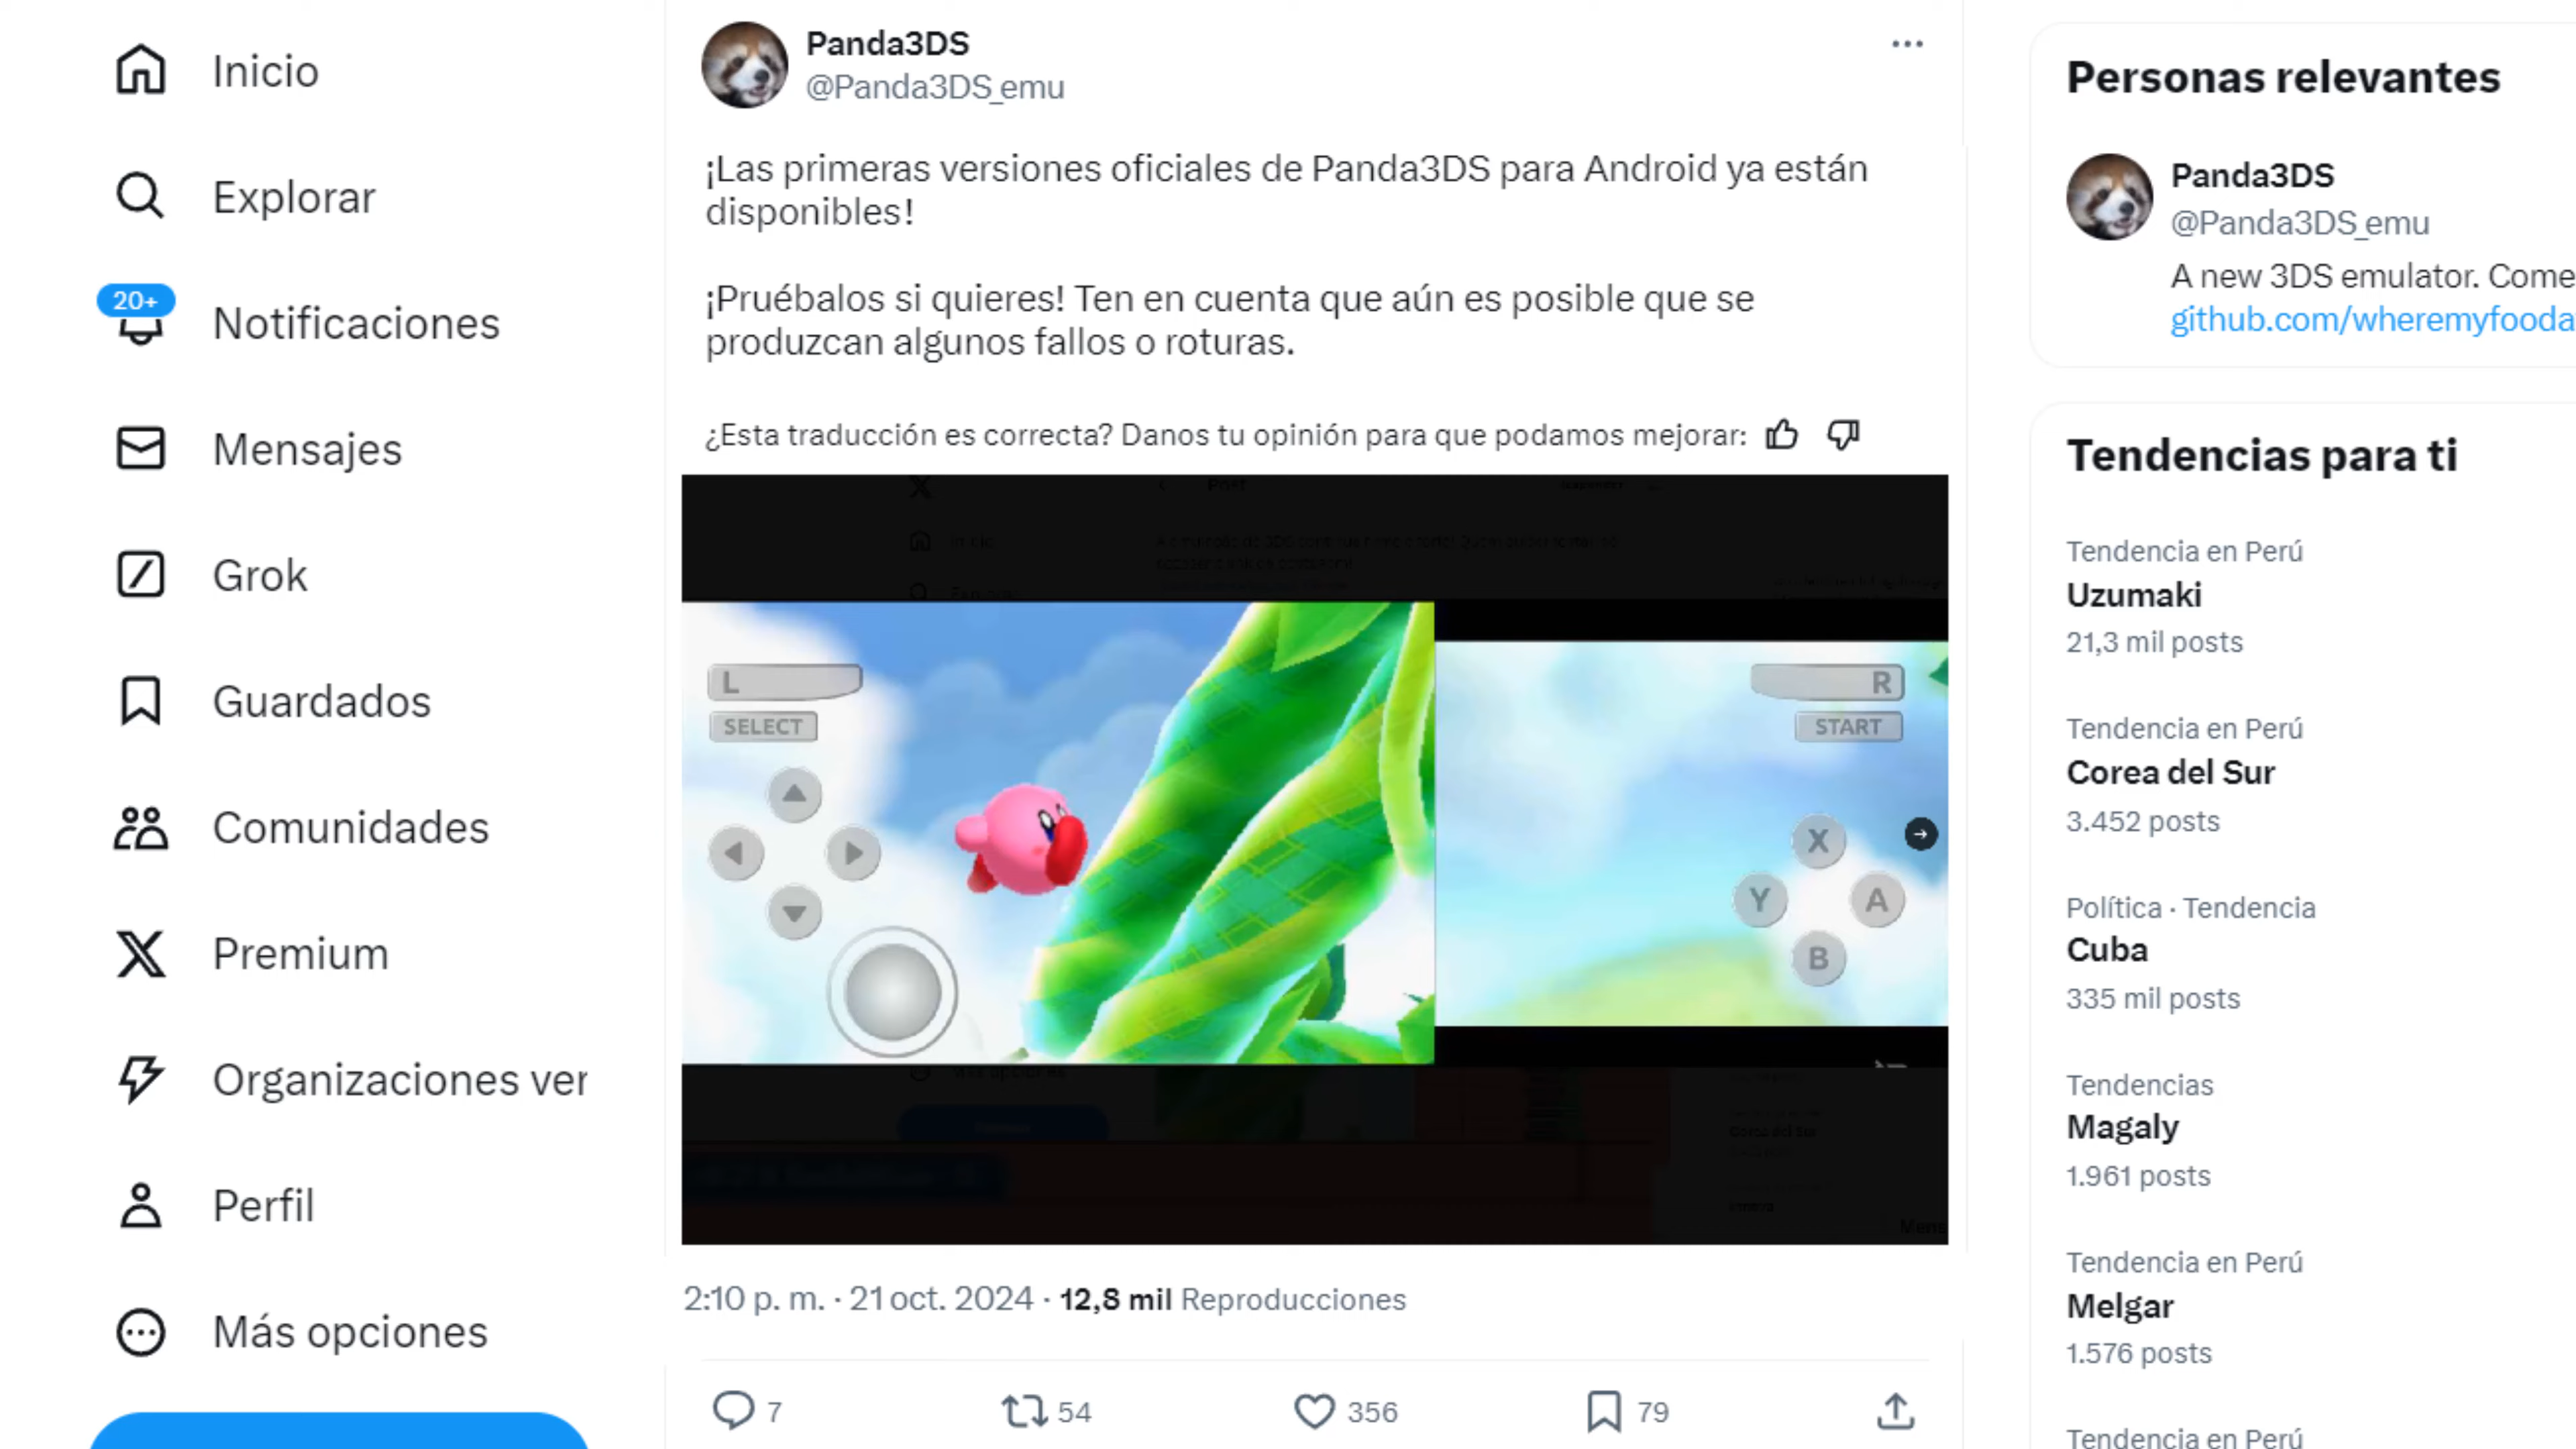 Inicio
Explorar
20+
Notificaciones
Mensajes
Grok
Guardados
Comunidades
Premium
Organizaciones ver
Perfil
Más opciones
Panda3DS
@Panda3DS_emu
¡Las primeras versiones oficiales de Panda3DS para Android ya están
disponibles!
¡Pruébalos si quieres! Ten en cuenta que aún es posible que se
produzcan algunos fallos o roturas.
¿Esta traducción es correcta? Danos tu opinión para que podamos mejorar:
Post
L
SELECT
R
START
X
Y
A
B
2:10 p. m. · 21 oct. 2024 · 12,8 mil Reproducciones
7
54
356
79
Personas relevantes
Panda3DS
@Panda3DS_emu
A new 3DS emulator. Come
github.com/wheremyfooda
Tendencias para ti
Tendencia en Perú
Uzumaki
21,3 mil posts
Tendencia en Perú
Corea del Sur
3.452 posts
Política · Tendencia
Cuba
335 mil posts
Tendencias
Magaly
1.961 posts
Tendencia en Perú
Melgar
1.576 posts
Tendencia en Perú